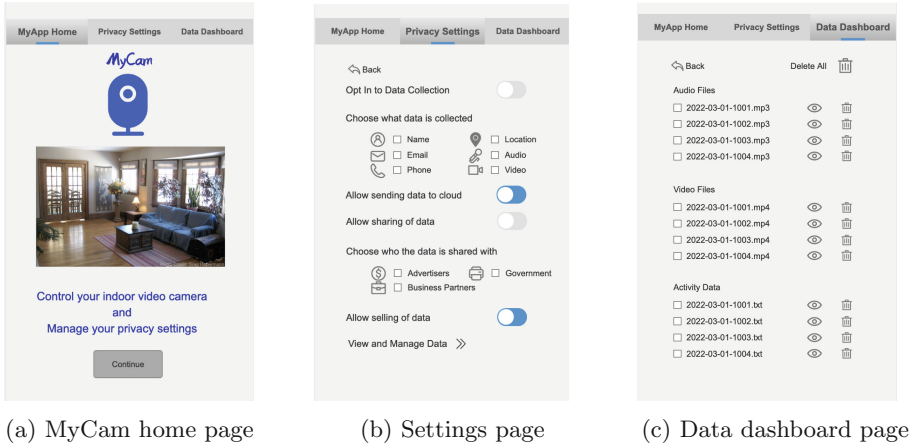 MyApp Home Privacy Settings Data Dashboard
MyCam
Control your indoor video camera
and
Manage your privacy settings
Continue
(a) MyCam home page
MyApp Home Privacy Settings Data Dashboard
Back
Opt In to Data Collection
Choose what data is collected
Name Location
Email Audio
Phone Video
Allow sending data to cloud
Allow sharing of data
Choose who the data is shared with
Advertisers Government
Business Partners
Allow selling of data
View and Manage Data
(b) Settings page
MyApp Home Privacy Settings Data Dashboard
Back Delete All
Audio Files
2022-03-01-1001.mp3
2022-03-01-1002.mp3
2022-03-01-1003.mp3
2022-03-01-1004.mp3
Video Files
2022-03-01-1001.mp4
2022-03-01-1002.mp4
2022-03-01-1003.mp4
2022-03-01-1004.mp4
Activity Data
2022-03-01-1001.txt
2022-03-01-1002.txt
2022-03-01-1003.txt
2022-03-01-1004.txt
(c) Data dashboard page